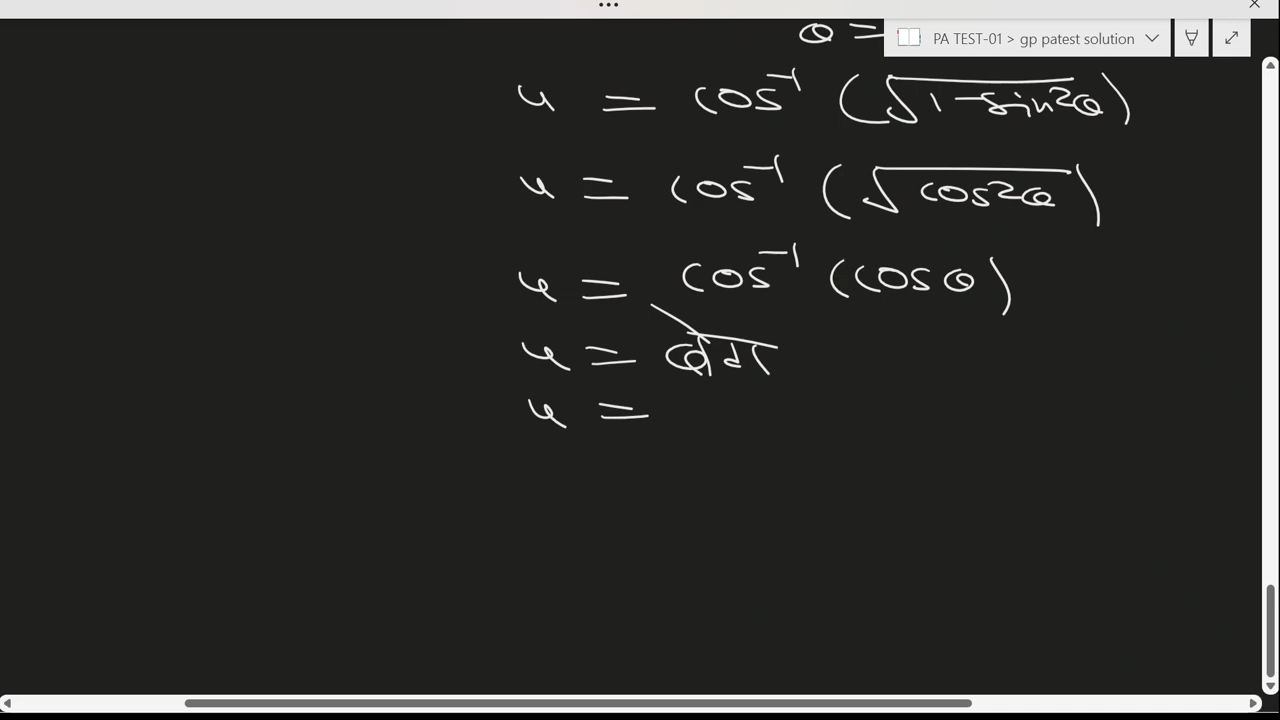 ...
PA TEST-01 > gp patest solution
θ =
u = cos⁻¹ (√1-sin²θ)
u = cos⁻¹ (√cos²θ)
u = cos⁻¹ (cosθ)
u = θ
u =